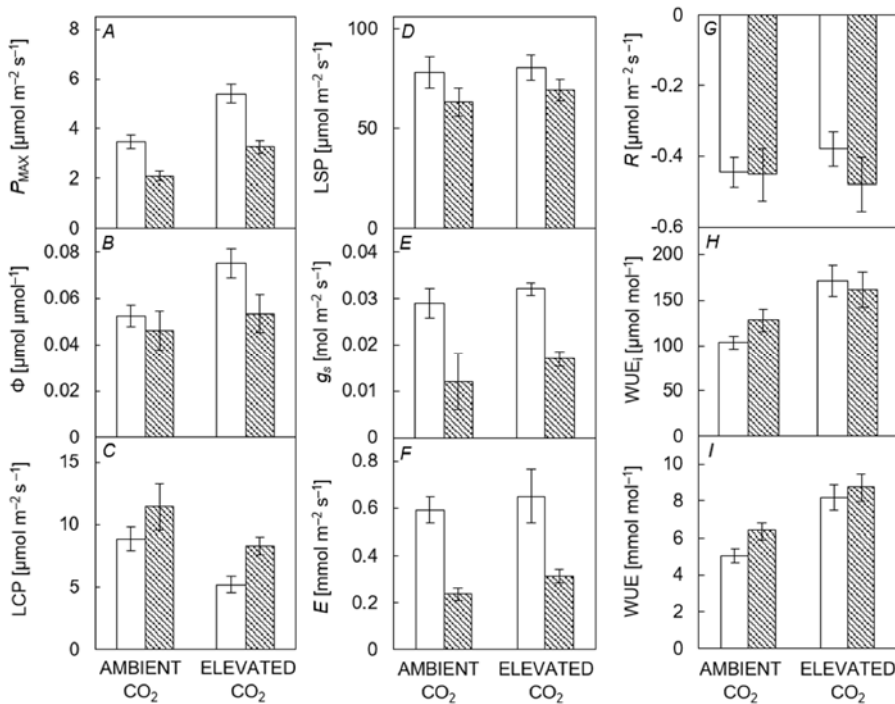 A
P_MAX [µmol m⁻² s⁻¹]
8
6
4
2
0
B
Φ [µmol µmol⁻¹]
0.08
0.06
0.04
0.02
0
C
LCP [µmol m⁻² s⁻¹]
15
10
5
0
AMBIENT
CO₂
ELEVATED
CO₂
D
LSP [µmol m⁻² s⁻¹]
100
50
0
E
gₛ [mol m⁻² s⁻¹]
0.03
0.02
0.01
0
F
E [mmol m⁻² s⁻¹]
0.8
0.6
0.4
0.2
0
AMBIENT
CO₂
ELEVATED
CO₂
G
R [µmol m⁻² s⁻¹]
0
-0.2
-0.4
-0.6
H
WUEᵢ [µmol mol⁻¹]
200
150
100
50
0
I
WUE [mmol mol⁻¹]
10
8
6
4
2
0
AMBIENT
CO₂
ELEVATED
CO₂